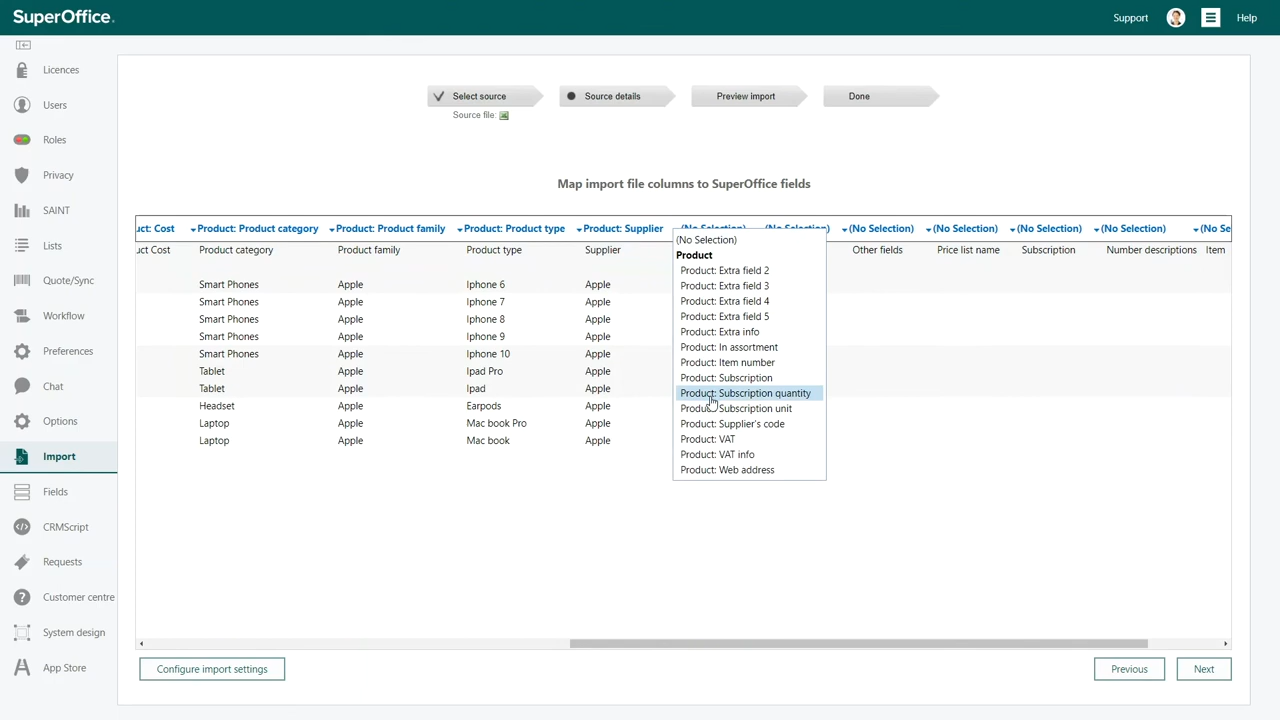 SuperOffice.
Support
Help
Licences
Users
Roles
Privacy
SAINT
Lists
Quote/Sync
Workflow
Preferences
Chat
Options
Import
Fields
CRMScript
Requests
Customer centre
System design
App Store
Select source
Source details
Preview import
Done
Source file:
Map import file columns to SuperOffice fields
uct: Cost Product: Product category Product: Product family Product: Product type Product: Supplier (No Selection) (No Selection) (No Selection) (No Selection) (No Selection) (No Selection) (No Se
uct Cost Product category Product family Product type Supplier Other fields Price list name Subscription Number descriptions Item
Smart Phones Apple Iphone 6 Apple
Smart Phones Apple Iphone 7 Apple
Smart Phones Apple Iphone 8 Apple
Smart Phones Apple Iphone 9 Apple
Smart Phones Apple Iphone 10 Apple
Tablet Apple Ipad Pro Apple
Tablet Apple Ipad Apple
Headset Apple Earpods Apple
Laptop Apple Mac book Pro Apple
Laptop Apple Mac book Apple
(No Selection)
Product
Product: Extra field 2
Product: Extra field 3
Product: Extra field 4
Product: Extra field 5
Product: Extra info
Product: In assortment
Product: Item number
Product: Subscription
Product: Subscription quantity
Product: Subscription unit
Product: Supplier's code
Product: VAT
Product: VAT info
Product: Web address
Configure import settings
Previous
Next